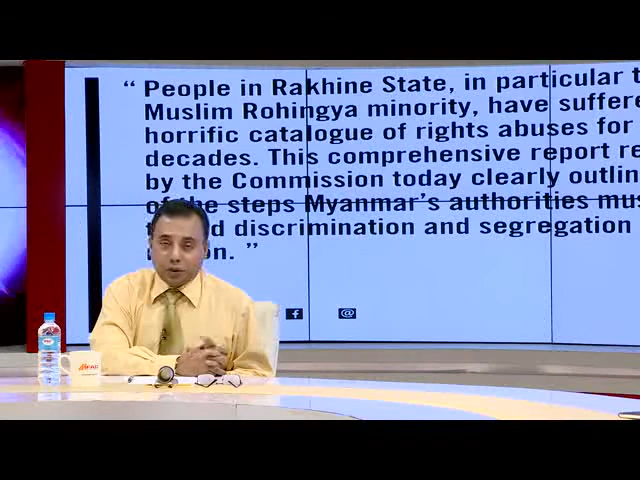 “ People in Rakhine State, in particular t
Muslim Rohingya minority, have suffere
horrific catalogue of rights abuses for
decades. This comprehensive report re
by the Commission today clearly outlin
of the steps Myanmar’s authorities mus
d discrimination and segregation
on. ”
@